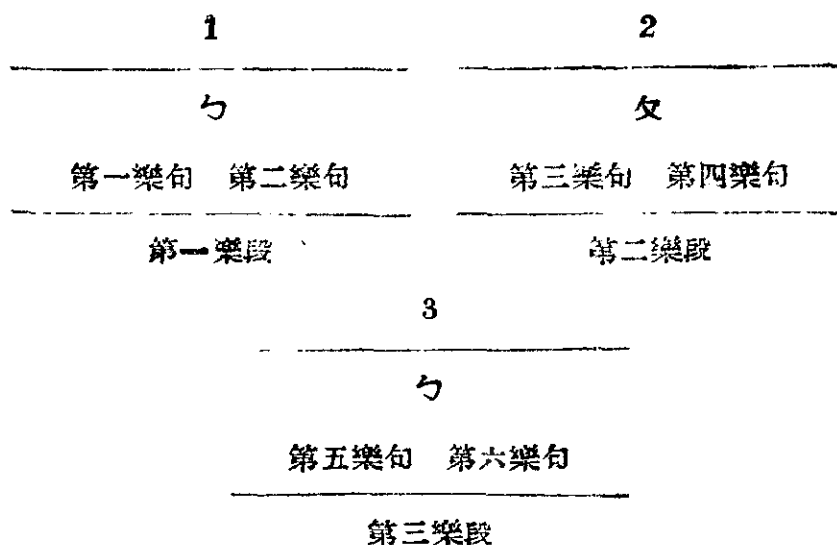 1 2
ㄅ ㄆ
第一樂句 第二樂句 第三樂句 第四樂句
第一樂段 第二樂段
3
ㄅ
第五樂句 第六樂句
第三樂段